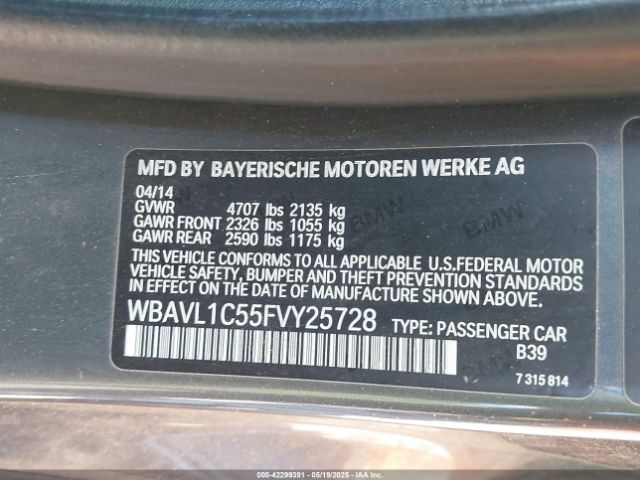 MFD BY BAYERISCHE MOTOREN WERKE AG
04/14
GVWR 4707 lbs 2135 kg
GAWR FRONT 2326 lbs 1055 kg
GAWR REAR 2590 lbs 1175 kg
THIS VEHICLE CONFORMS TO ALL APPLICABLE U.S.FEDERAL MOTOR
VEHICLE SAFETY, BUMPER AND THEFT PREVENTION STANDARDS
IN EFFECT ON THE DATE OF MANUFACTURE SHOWN ABOVE.
WBAVL1C55FVY25728 TYPE: PASSENGER CAR
B39
7 315 814
000-42299391 - 05/19/2025 - IAA Inc.